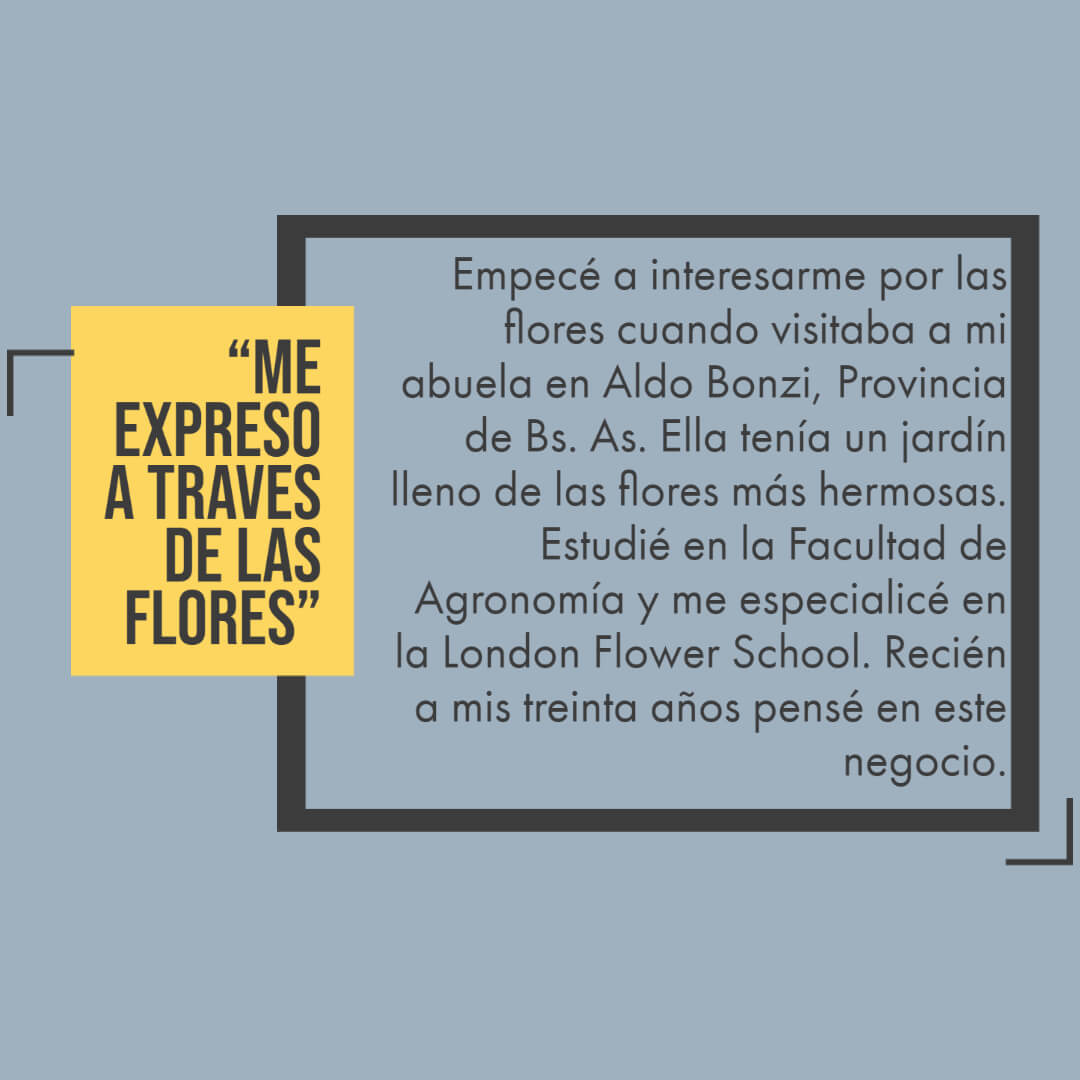 “ME
EXPRESO
A TRAVES
DE LAS
FLORES”
Empecé a interesarme por las
flores cuando visitaba a mi
abuela en Aldo Bonzi, Provincia
de Bs. As. Ella tenía un jardín
lleno de las flores más hermosas.
Estudié en la Facultad de
Agronomía y me especialicé en
la London Flower School. Recién
a mis treinta años pensé en este
negocio.